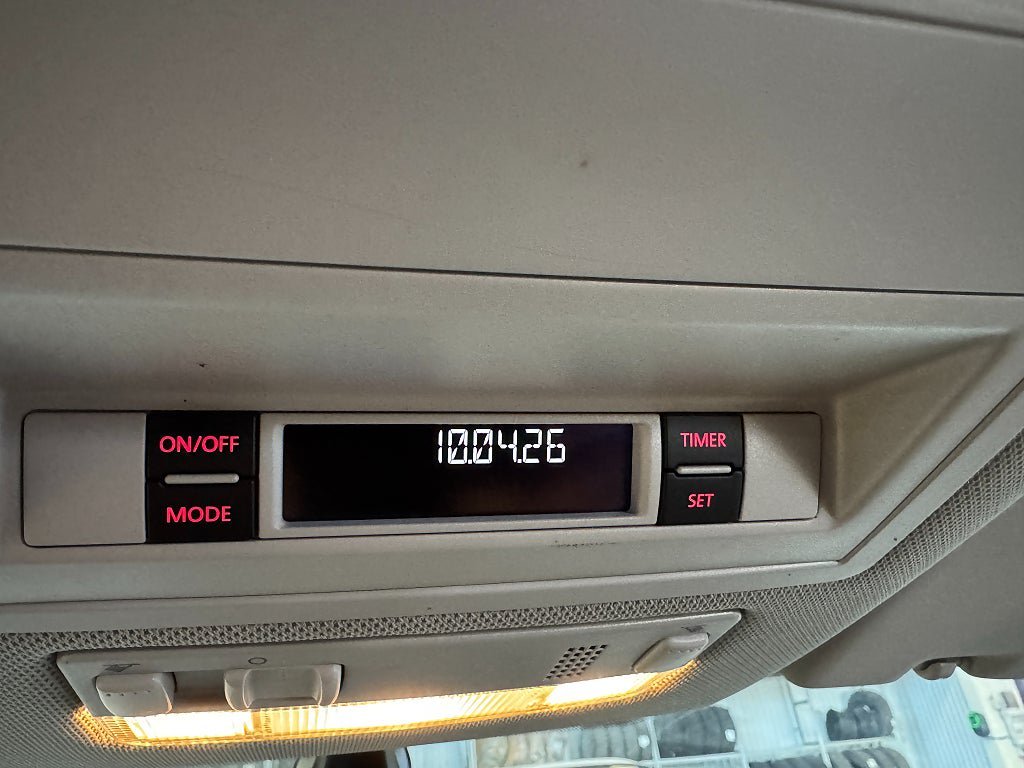 ON/OFF
MODE
10.04.26
TIMER
SET